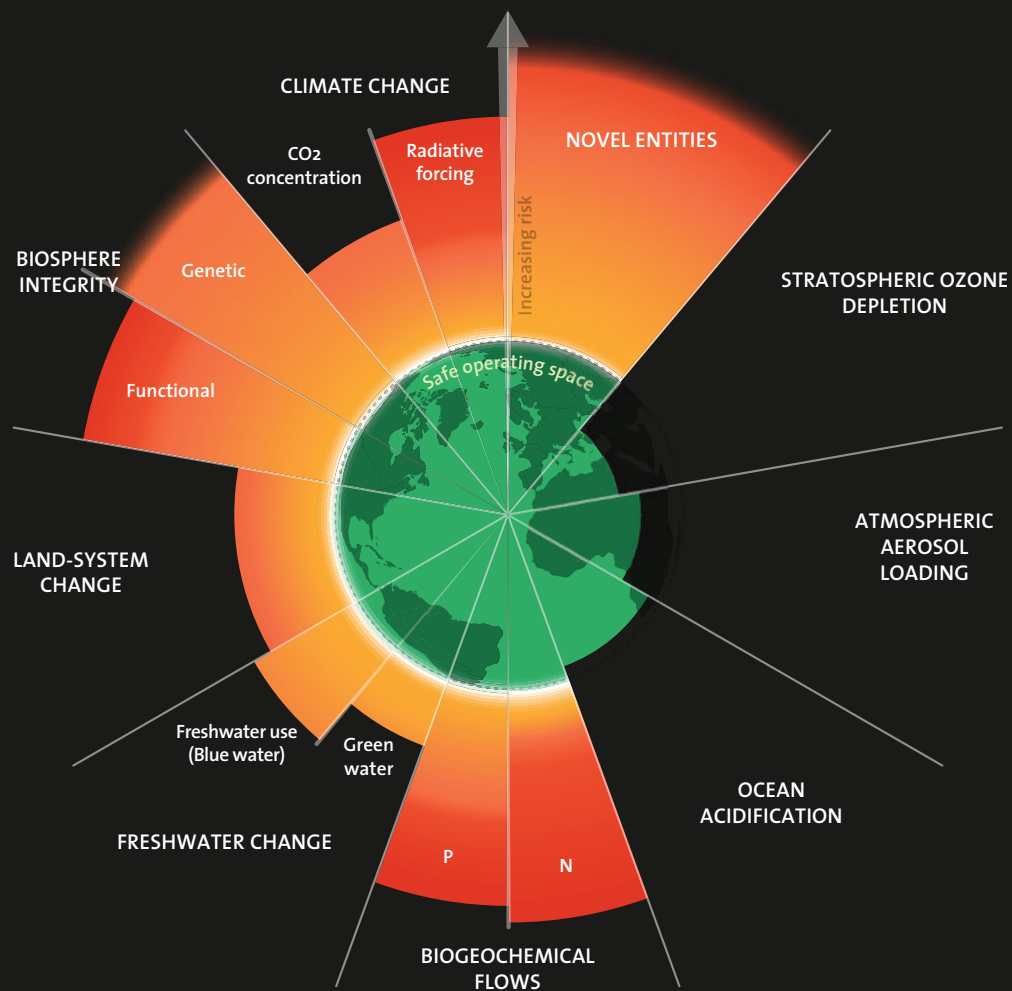 CLIMATE CHANGE
CO2
concentration
Radiative
forcing
NOVEL ENTITIES
Increasing risk
STRATOSPHERIC OZONE
DEPLETION
BIOSPHERE
INTEGRITY
Genetic
Functional
Safe operating space
ATMOSPHERIC
AEROSOL
LOADING
LAND-SYSTEM
CHANGE
Freshwater use
(Blue water)
Green
water
FRESHWATER CHANGE
OCEAN
ACIDIFICATION
P
N
BIOGEOCHEMICAL
FLOWS